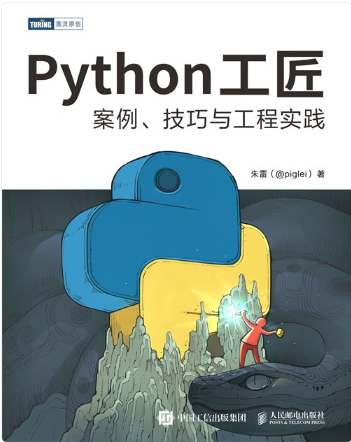 TURING 图灵原创
Python工匠
案例、技巧与工程实践
朱雷（@piglei）著
中国工信出版集团
人民邮电出版社
POSTS & TELECOM PRESS